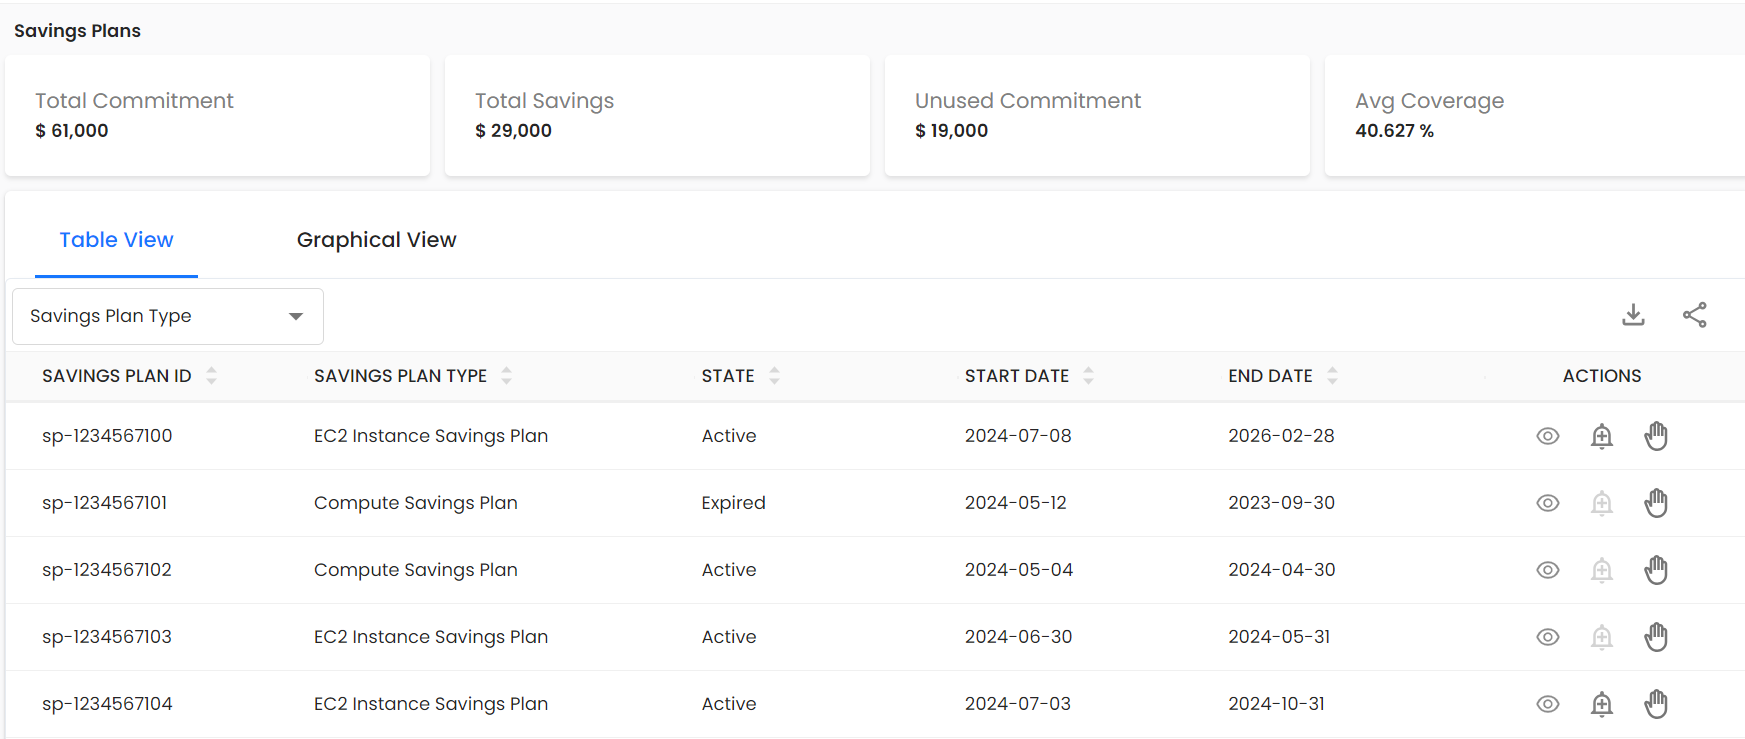 Savings Plans
Total Commitment
$ 61,000
Total Savings
$ 29,000
Unused Commitment
$ 19,000
Avg Coverage
40.627 %
Table View Graphical View
Savings Plan Type
SAVINGS PLAN ID SAVINGS PLAN TYPE STATE START DATE END DATE ACTIONS
sp-1234567100 EC2 Instance Savings Plan Active 2024-07-08 2026-02-28
sp-1234567101 Compute Savings Plan Expired 2024-05-12 2023-09-30
sp-1234567102 Compute Savings Plan Active 2024-05-04 2024-04-30
sp-1234567103 EC2 Instance Savings Plan Active 2024-06-30 2024-05-31
sp-1234567104 EC2 Instance Savings Plan Active 2024-07-03 2024-10-31